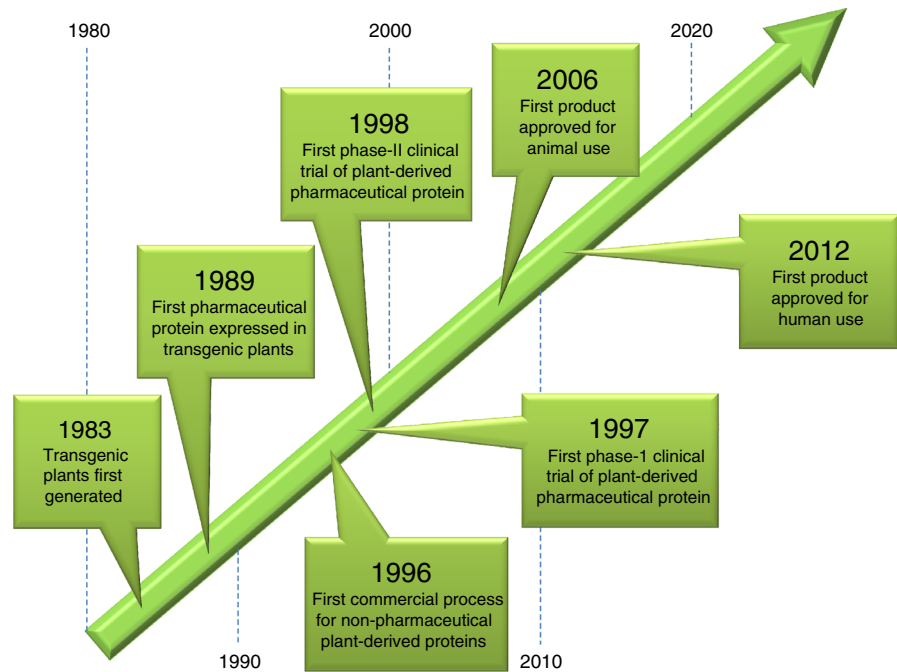 1980
2000
2020
2006
First product
approved for
animal use
1998
First phase-II clinical
trial of plant-derived
pharmaceutical protein
2012
First product
approved for
human use
1989
First pharmaceutical
protein expressed in
transgenic plants
1983
Transgenic
plants first
generated
1997
First phase-1 clinical
trial of plant-derived
pharmaceutical protein
1996
First commercial process
for non-pharmaceutical
plant-derived proteins
1990
2010